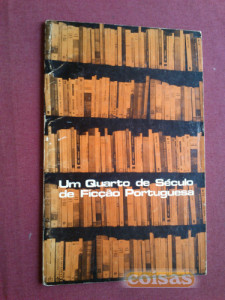 Um Quarto de Século
de Ficção Portuguesa
coisas